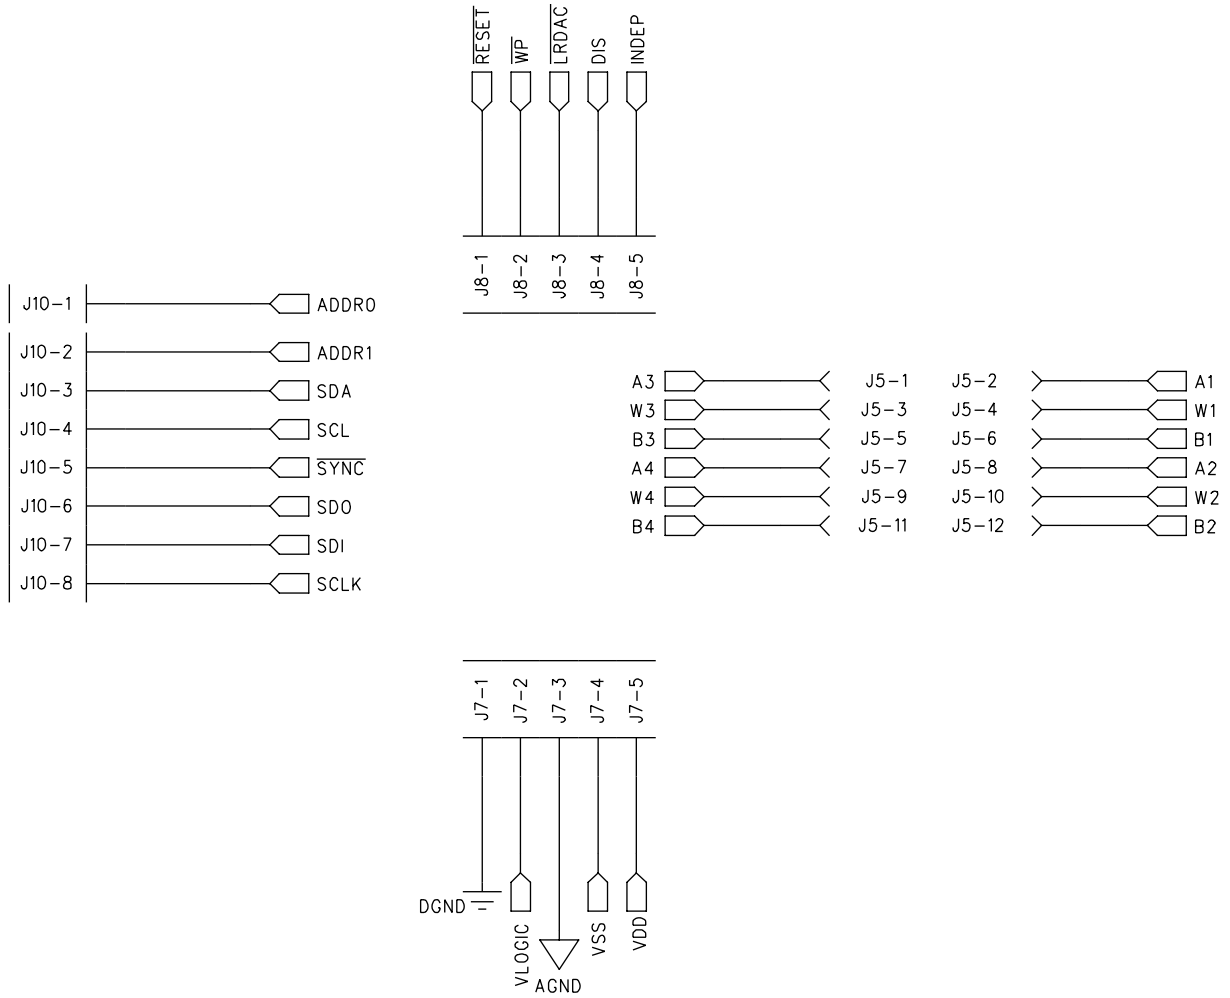 RESET
WP
LRDAC
DIS
INDEP
J8-1
J8-2
J8-3
J8-4
J8-5
J10-1 ADDR0
J10-2 ADDR1
J10-3 SDA
J10-4 SCL
J10-5 SYNC
J10-6 SDO
J10-7 SDI
J10-8 SCLK
A3 J5-1 J5-2 A1
W3 J5-3 J5-4 W1
B3 J5-5 J5-6 B1
A4 J5-7 J5-8 A2
W4 J5-9 J5-10 W2
B4 J5-11 J5-12 B2
J7-1
J7-2
J7-3
J7-4
J7-5
DGND
VLOGIC
AGND
VSS
VDD